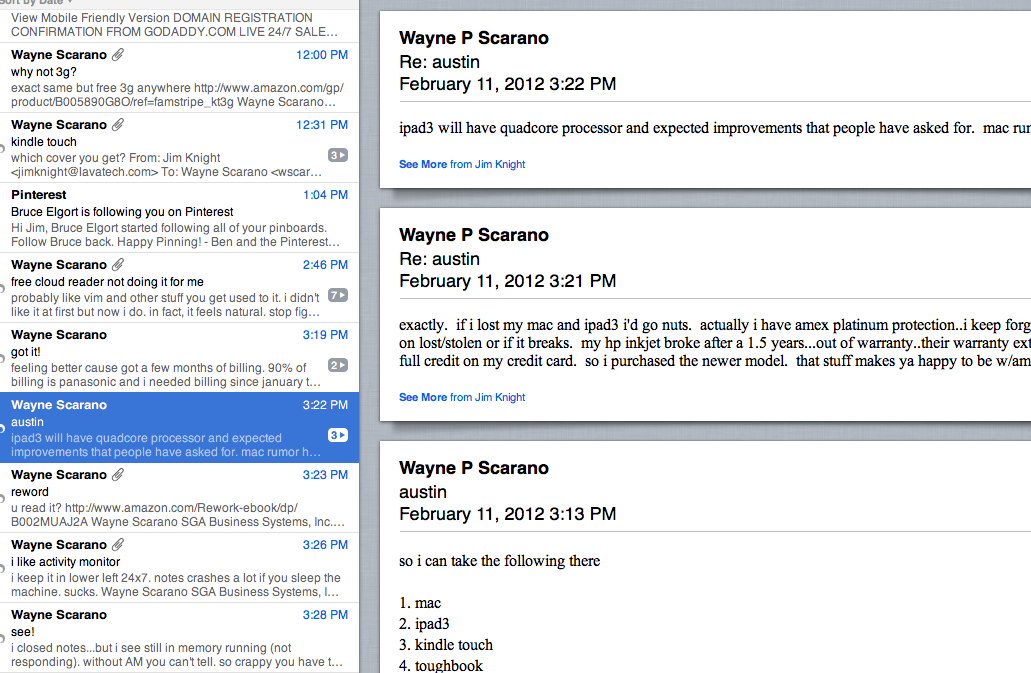 Sort by Date ▾
View Mobile Friendly Version DOMAIN REGISTRATION
CONFIRMATION FROM GODADDY.COM LIVE 24/7 SALE…
Wayne Scarano 12:00 PM
why not 3g?
exact same but free 3g anywhere http://www.amazon.com/gp/
product/B005890G8O/ref=famstripe_kt3g Wayne Scarano…
Wayne Scarano 12:31 PM
kindle touch
which cover you get? From: Jim Knight
<jimknight@lavatech.com> To: Wayne Scarano <wscar…
3
Pinterest 1:04 PM
Bruce Elgort is following you on Pinterest
Hi Jim, Bruce Elgort started following all of your pinboards.
Follow Bruce back. Happy Pinning! - Ben and the Pinterest…
Wayne Scarano 2:46 PM
free cloud reader not doing it for me
probably like vim and other stuff you get used to it. i didn't
like it at first but now i do. in fact, it feels natural. stop fig…
7
Wayne Scarano 3:19 PM
got it!
feeling better cause got a few months of billing. 90% of
billing is panasonic and i needed billing since january t…
2
Wayne Scarano 3:22 PM
austin
ipad3 will have quadcore processor and expected
improvements that people have asked for. mac rumor h…
3
Wayne Scarano 3:23 PM
reword
u read it? http://www.amazon.com/Rework-ebook/dp/
B002MUAJ2A Wayne Scarano SGA Business Systems, Inc.…
Wayne Scarano 3:26 PM
i like activity monitor
i keep it in lower left 24x7. notes crashes a lot if you sleep the
machine. sucks. Wayne Scarano SGA Business Systems, I…
Wayne Scarano 3:28 PM
see!
i closed notes...but i see still in memory running (not
responding). without AM you can't tell. so crappy you have t…
Wayne P Scarano
Re: austin
February 11, 2012 3:22 PM
ipad3 will have quadcore processor and expected improvements that people have asked for. mac rum
See More from Jim Knight
Wayne P Scarano
Re: austin
February 11, 2012 3:21 PM
exactly. if i lost my mac and ipad3 i'd go nuts. actually i have amex platinum protection..i keep forg
on lost/stolen or if it breaks. my hp inkjet broke after a 1.5 years...out of warranty..their warranty ext
full credit on my credit card. so i purchased the newer model. that stuff makes ya happy to be w/am
See More from Jim Knight
Wayne P Scarano
austin
February 11, 2012 3:13 PM
so i can take the following there
1. mac
2. ipad3
3. kindle touch
4. toughbook